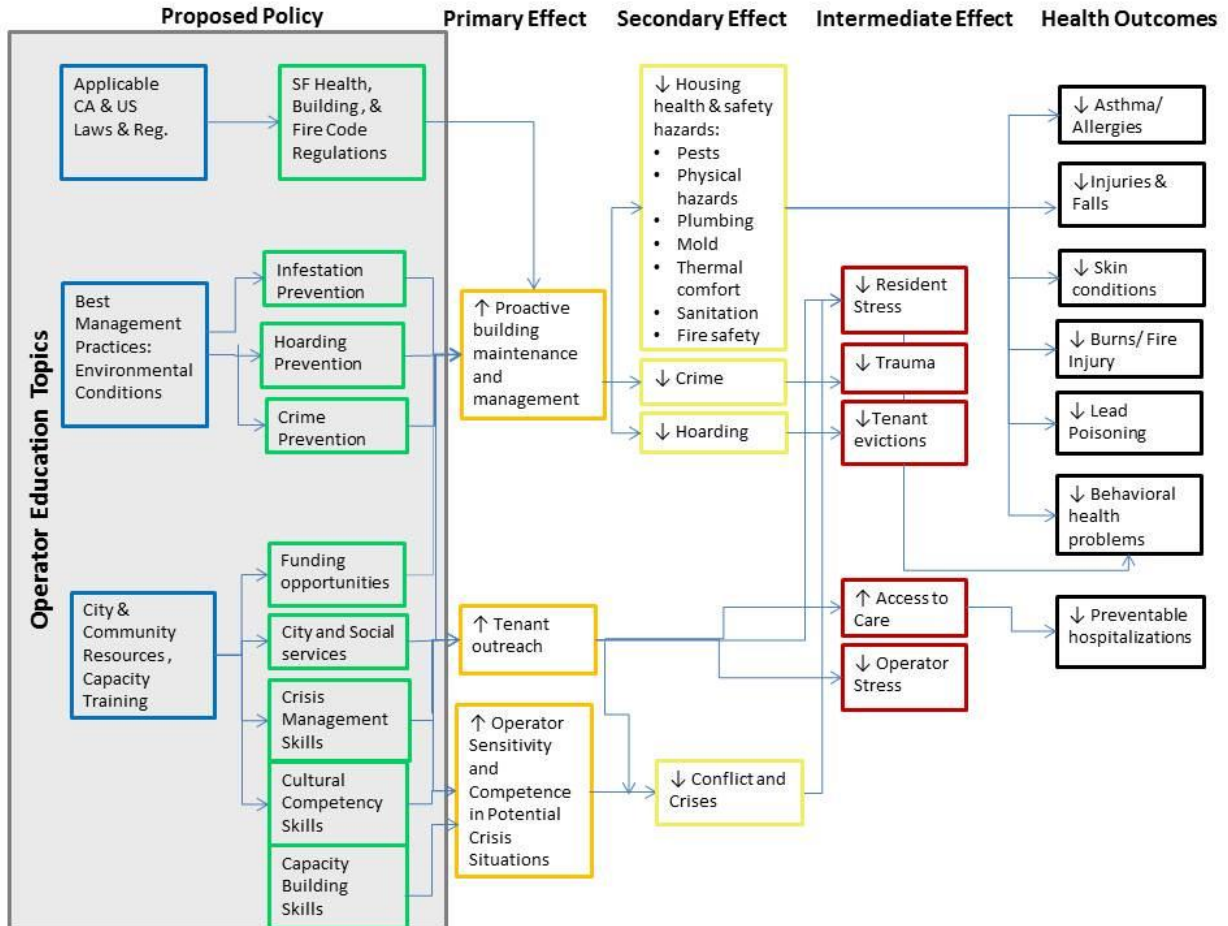 Proposed Policy
Primary Effect
Secondary Effect
Intermediate Effect
Health Outcomes
Operator Education Topics
Applicable
CA & US
Laws & Reg.
SF Health,
Building, &
Fire Code
Regulations
Best
Management
Practices:
Environmental
Conditions
Infestation
Prevention
Hoarding
Prevention
Crime
Prevention
City &
Community
Resources ,
Capacity
Training
Funding
opportunities
City and Social
services
Crisis
Management
Skills
Cultural
Competency
Skills
Capacity
Building
Skills
↑ Proactive
building
maintenance
and
management
↑ Tenant
outreach
↑ Operator
Sensitivity
and
Competence
in Potential
Crisis
Situations
↓ Housing
health & safety
hazards:
• Pests
• Physical
hazards
• Plumbing
• Mold
• Thermal
comfort
• Sanitation
• Fire safety
↓ Crime
↓ Hoarding
↓ Conflict and
Crises
↓ Resident
Stress
↓ Trauma
↓Tenant
evictions
↑ Access to
Care
↓ Operator
Stress
↓ Asthma/
Allergies
↓Injuries &
Falls
↓ Skin
conditions
↓ Burns/ Fire
Injury
↓ Lead
Poisoning
↓ Behavioral
health
problems
↓ Preventable
hospitalizations